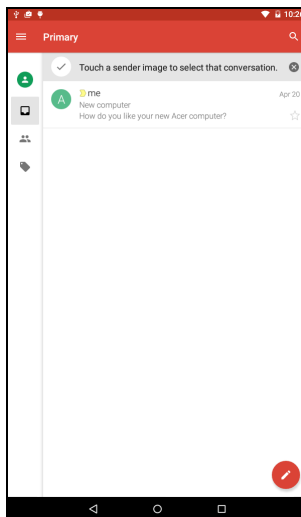 10:26
Primary
Touch a sender image to select that conversation.
A
me
Apr 20
New computer
How do you like your new Acer computer?